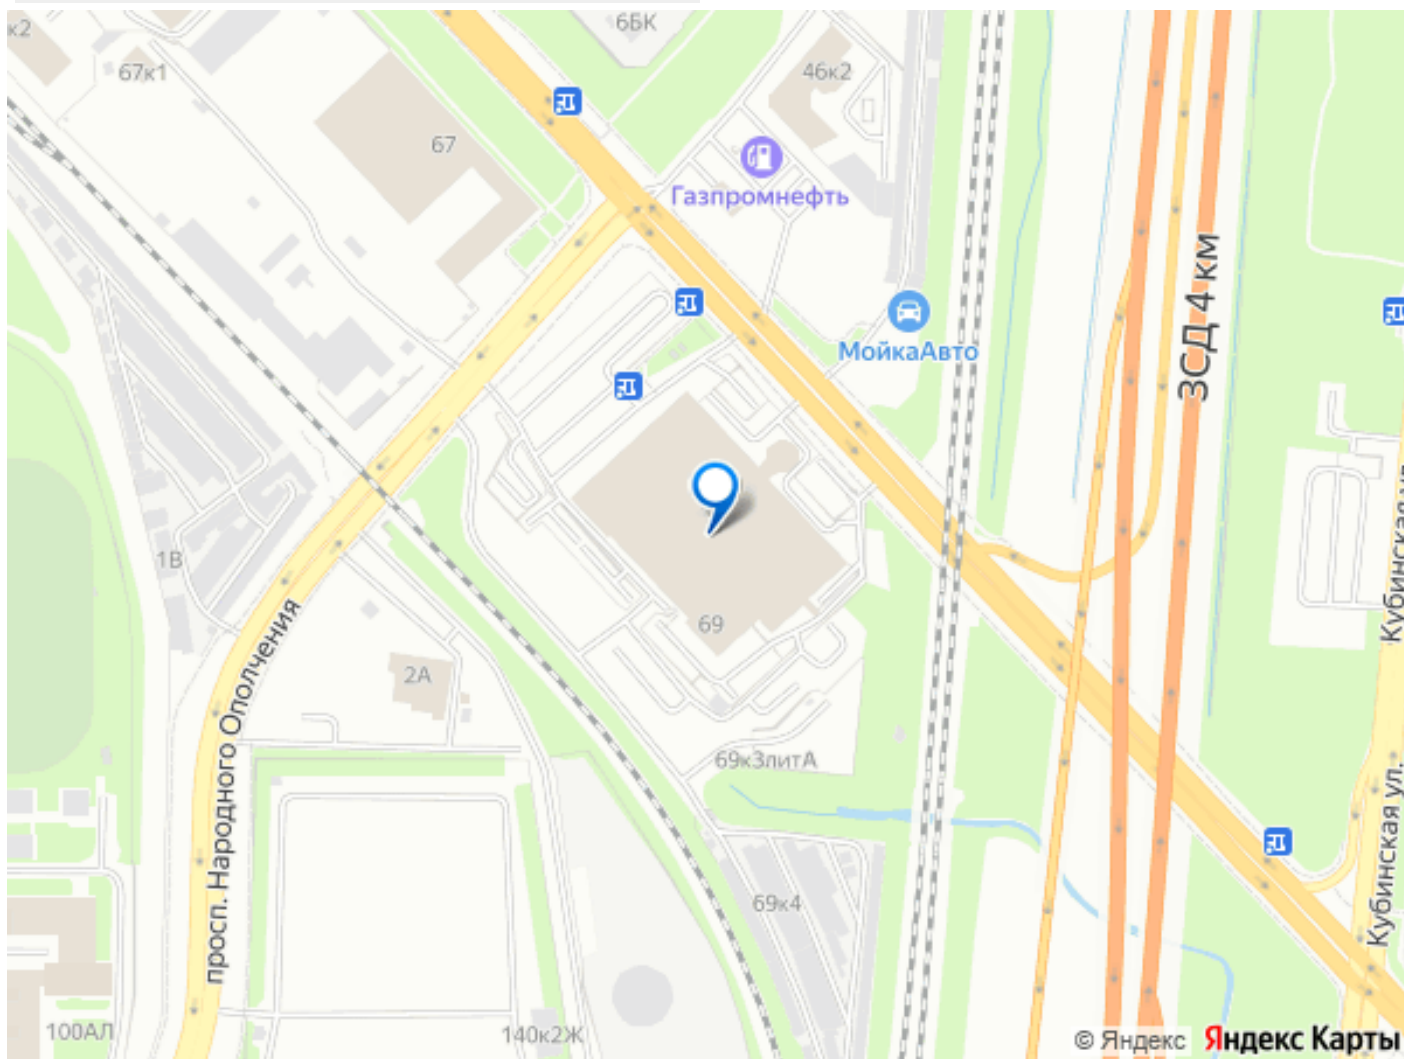 6БК
к2
67к1
46к2
67
Газпромнефть
ЗСД 4 км
МойкаАвто
Кубинская ул.
1В
69
2А
просп. Народного Ополчения
69к3литА
Кубинская ул.
69к4
100АЛ
140к2Ж
© Яндекс Яндекс Карты